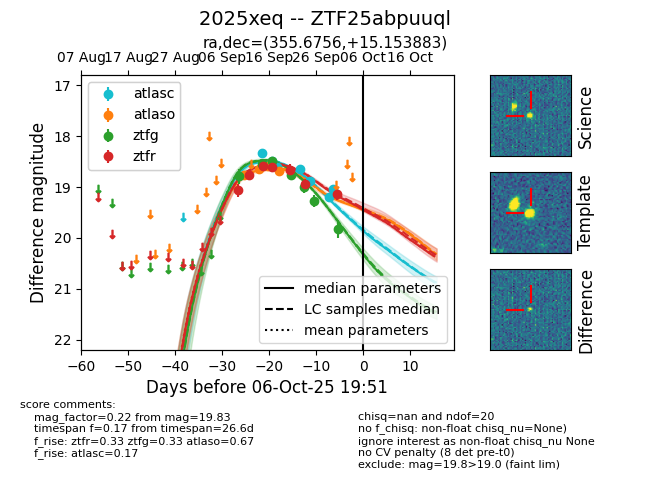 2025xeq -- ZTF25abpuuql
ra,dec=(355.6756,+15.153883)
07 Aug 17 Aug 27 Aug 06 Sep 16 Sep 26 Sep 06 Oct 16 Oct
atlasc
atlaso
ztfg
ztfr
17
18
19
20
21
22
Difference magnitude
median parameters
LC samples median
mean parameters
−60 −50 −40 −30 −20 −10 0 10
Days before 06-Oct-25 19:51
Science
Template
Difference
score comments:
mag_factor=0.22 from mag=19.83
timespan f=0.17 from timespan=26.6d
f_rise: ztfr=0.33 ztfg=0.33 atlaso=0.67
f_rise: atlasc=0.17
chisq=nan and ndof=20
no f_chisq: non-float chisq_nu=None)
ignore interest as non-float chisq_nu None
no CV penalty (8 det pre-t0)
exclude: mag=19.8>19.0 (faint lim)